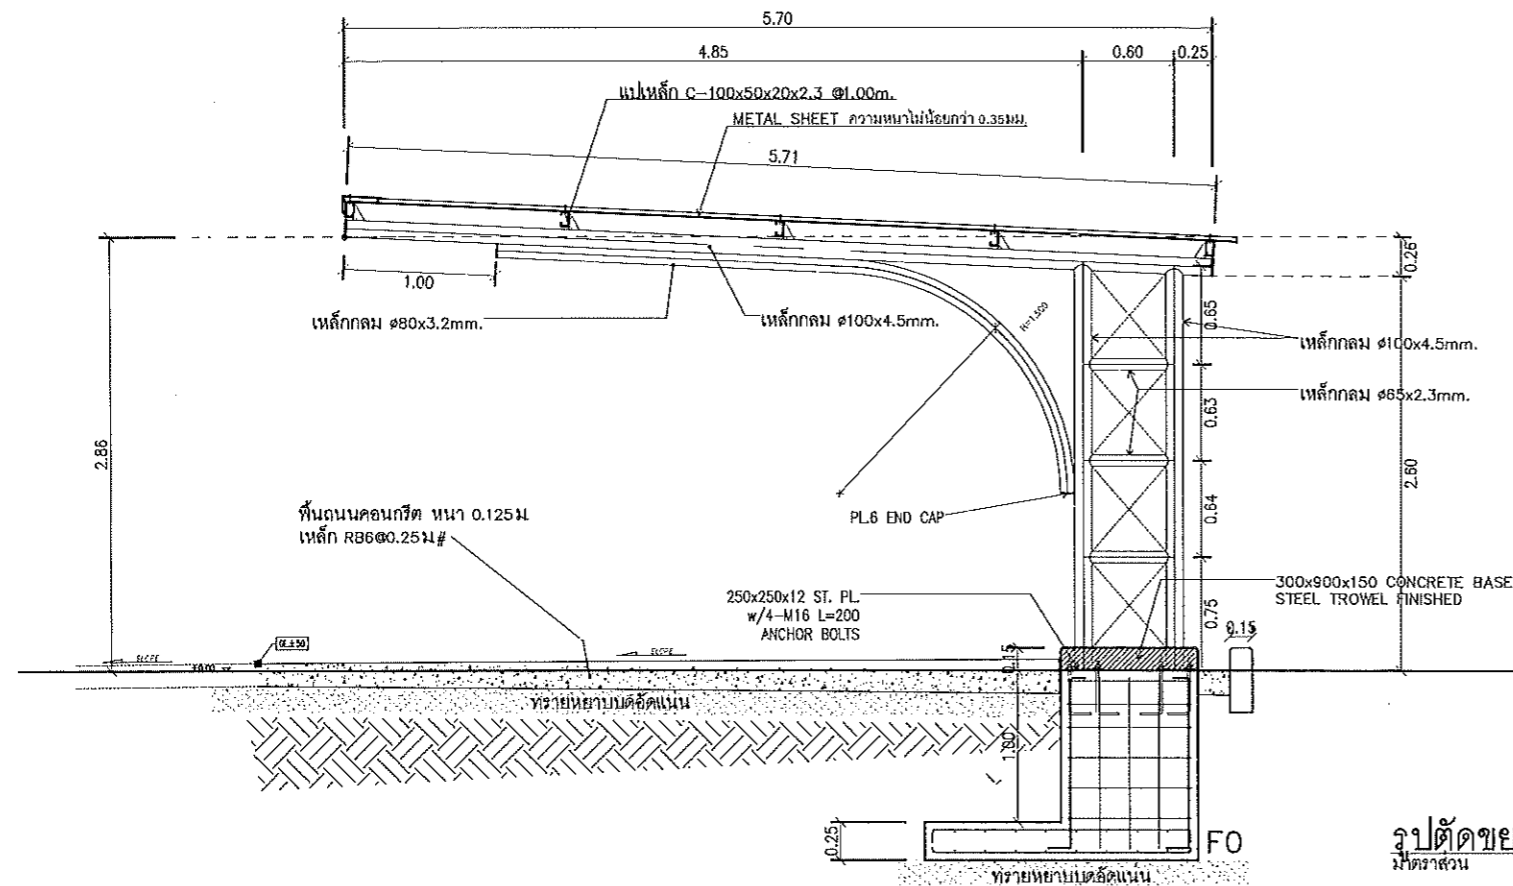 5.70
4.85
0.60
0.25
แปเหล็ก C-100x50x20x2.3 @1.00m.
METAL SHEET ความหนาไม่น้อยกว่า 0.35มม.
5.71
0.25
1.00
เหล็กกลม ø80x3.2mm.
เหล็กกลม ø100x4.5mm.
R=1.500
0.65
เหล็กกลม ø100x4.5mm.
เหล็กกลม ø65x2.3mm.
0.63
2.86
2.60
พื้นถนนคอนกรีต หนา 0.125ม
เหล็ก RB6@0.25ม#
PL.6 END CAP
0.64
250x250x12 ST. PL.
w/4-M16 L=200
ANCHOR BOLTS
300x900x150 CONCRETE BASE
STEEL TROWEL FINISHED
0.75
0.15
0.15
SLOPE
±0.00
SLOPE
ทรายหยาบบดอัดแน่น
1.00
0.25
FO
รูปตัดขย
มาตราส่วน
ทรายหยาบบดอัดแน่น